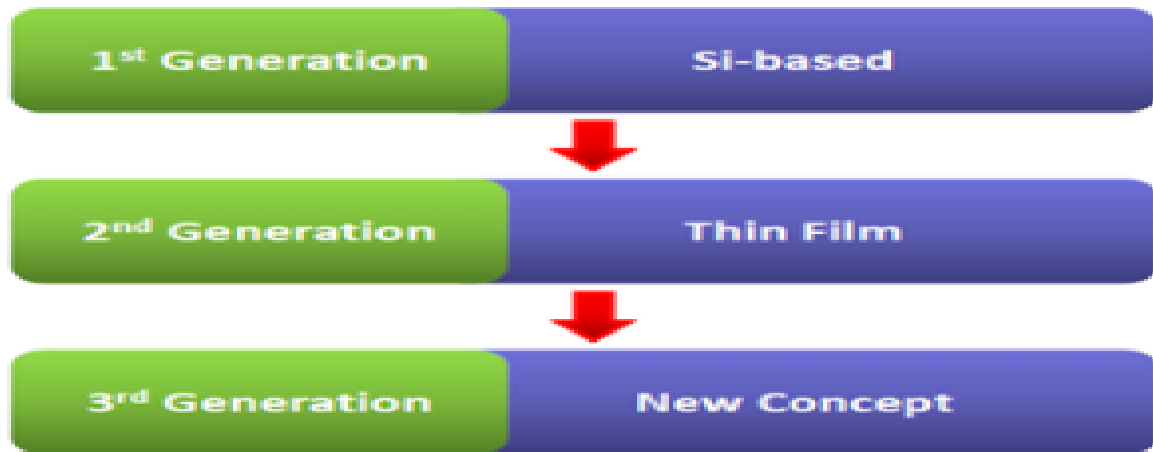 1st Generation Si-based
2nd Generation Thin Film
3rd Generation New Concept